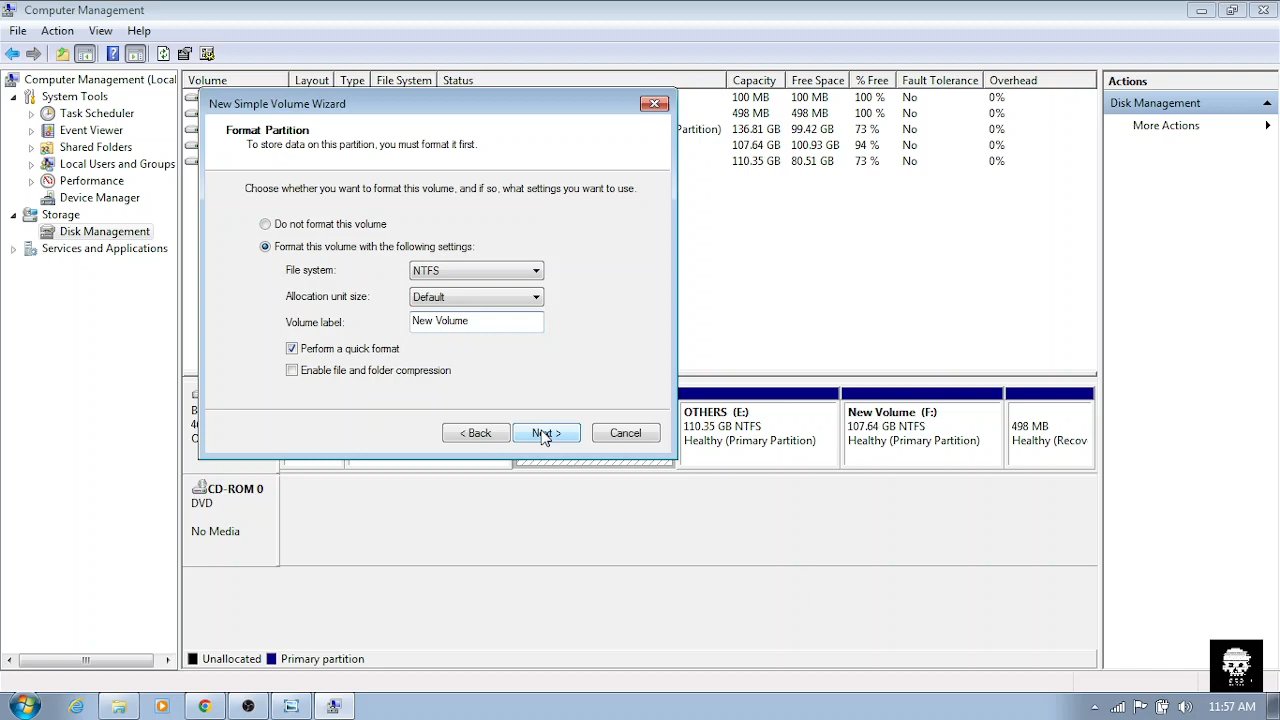 Computer Management
File Action View Help
Computer Management (Local
System Tools
Task Scheduler
Event Viewer
Shared Folders
Local Users and Groups
Performance
Device Manager
Storage
Disk Management
Services and Applications
Volume Layout Type File System Status Capacity Free Space % Free Fault Tolerance Overhead
100 MB 100 MB 100 % No 0%
498 MB 498 MB 100 % No 0%
Partition) 136.81 GB 99.42 GB 73 % No 0%
107.64 GB 100.93 GB 94 % No 0%
110.35 GB 80.51 GB 73 % No 0%
New Simple Volume Wizard
Format Partition
To store data on this partition, you must format it first.
Choose whether you want to format this volume, and if so, what settings you want to use.
Do not format this volume
Format this volume with the following settings:
File system: NTFS
Allocation unit size: Default
Volume label: New Volume
Perform a quick format
Enable file and folder compression
< Back Next > Cancel
OTHERS (E:)
110.35 GB NTFS
Healthy (Primary Partition)
New Volume (F:)
107.64 GB NTFS
Healthy (Primary Partition)
498 MB
Healthy (Recov
CD-ROM 0
DVD
No Media
Unallocated Primary partition
Actions
Disk Management
More Actions
11:57 AM